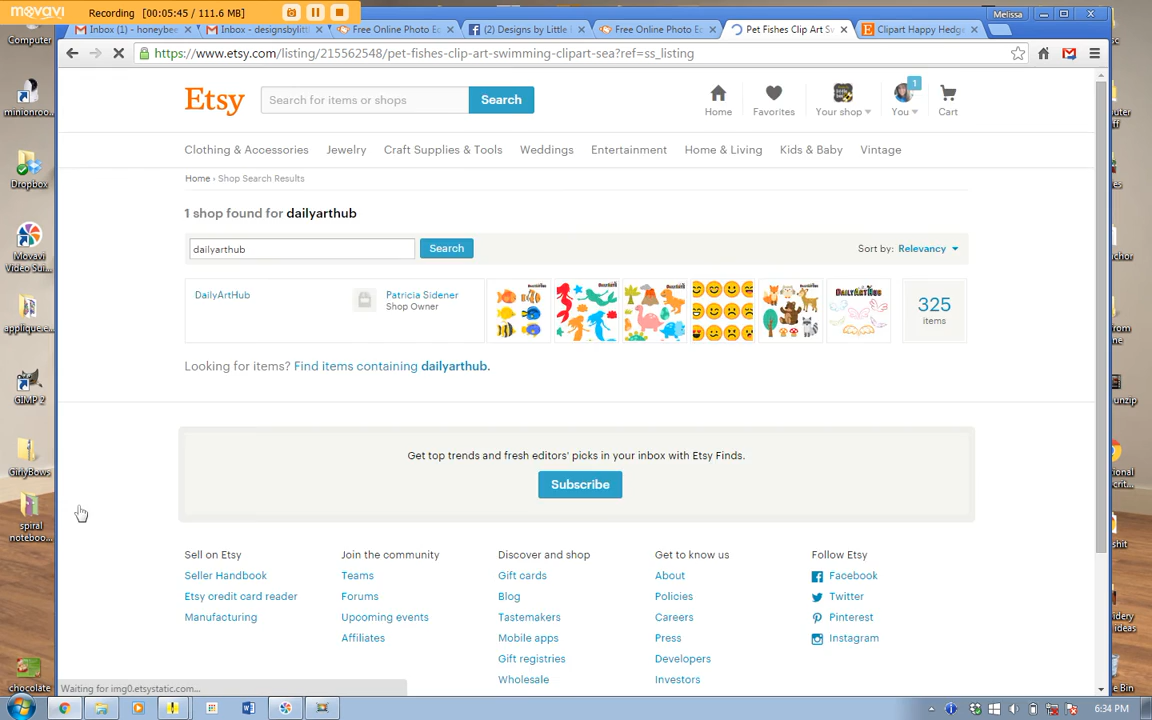 movavi
Recording [00:05:45 / 111.6 MB]
Melissa
Inbox (1) - honeybee
Inbox - designsbylittle
Free Online Photo Ed
(2) Designs by Little
Free Online Photo Ed
Pet Fishes Clip Art Sw
Clipart Happy Hedge
https://www.etsy.com/listing/215562548/pet-fishes-clip-art-swimming-clipart-sea?ref=ss_listing
Computer
minionroo...
Dropbox
Movavi
Video Sui...
applique.e...
GIMP 2
GirlyBows
spiral
noteboo...
chocolate
Etsy
Search for items or shops
Search
1
Home
Favorites
Your shop
You
Cart
Clothing & Accessories
Jewelry
Craft Supplies & Tools
Weddings
Entertainment
Home & Living
Kids & Baby
Vintage
Home › Shop Search Results
1 shop found for dailyarthub
dailyarthub
Search
Sort by: Relevancy
DailyArtHub
Patricia Sidener
Shop Owner
DAILYARTHUB
325
items
Looking for items? Find items containing dailyarthub.
Get top trends and fresh editors' picks in your inbox with Etsy Finds.
Subscribe
Sell on Etsy
Join the community
Discover and shop
Get to know us
Follow Etsy
Seller Handbook
Teams
Gift cards
About
Facebook
Etsy credit card reader
Forums
Blog
Policies
Twitter
Manufacturing
Upcoming events
Tastemakers
Careers
Pinterest
Affiliates
Mobile apps
Press
Instagram
Gift registries
Developers
Wholesale
Investors
Waiting for img0.etsystatic.com...
6:34 PM